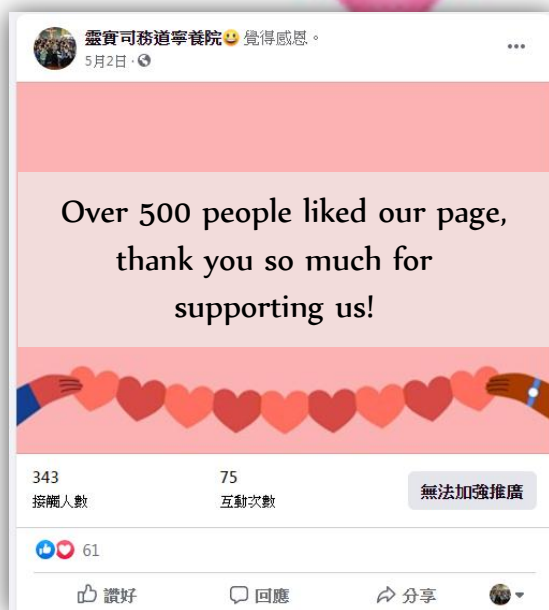 靈實司務道寧養院😃 覺得感恩。
5月2日 ·
Over 500 people liked our page,
thank you so much for
supporting us!
343
接觸人數
75
互動次數
無法加強推廣
61
讚好
回應
分享